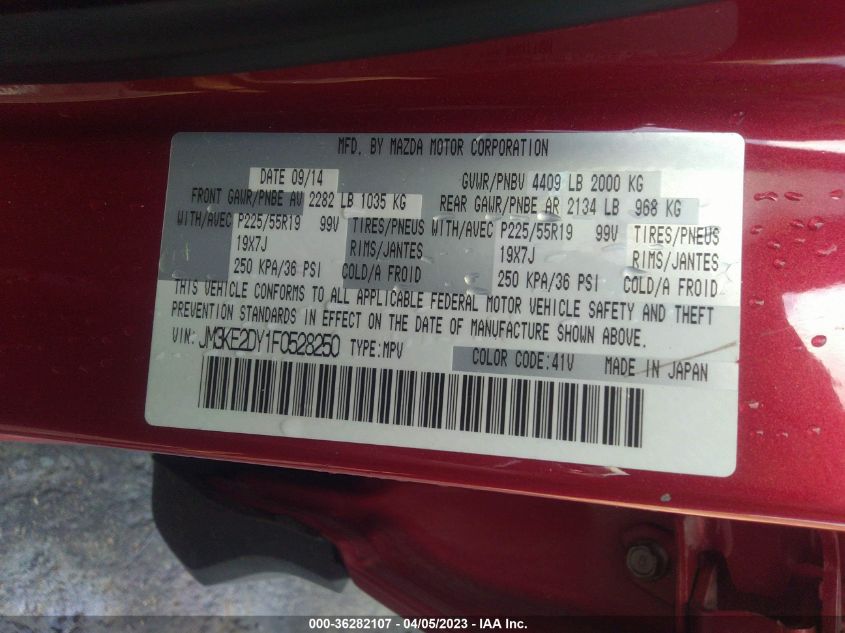 MFD. BY MAZDA MOTOR CORPORATION
DATE 09/14 GVWR/PNBV 4409 LB 2000 KG
FRONT GAWR/PNBE AV 2282 LB 1035 KG REAR GAWR/PNBE AR 2134 LB 968 KG
WITH/AVEC P225/55R19 99V TIRES/PNEUS WITH/AVEC P225/55R19 99V TIRES/PNEUS
19X7J RIMS/JANTES 19X7J RIMS/JANTES
250 KPA/36 PSI COLD/A FROID 250 KPA/36 PSI COLD/A FROID
THIS VEHICLE CONFORMS TO ALL APPLICABLE FEDERAL MOTOR VEHICLE SAFETY AND THEFT
PREVENTION STANDARDS IN EFFECT ON THE DATE OF MANUFACTURE SHOWN ABOVE.
VIN: JM3KE2DY1F0528250 TYPE:MPV COLOR CODE:41V MADE IN JAPAN
000-36282107 - 04/05/2023 - IAA Inc.